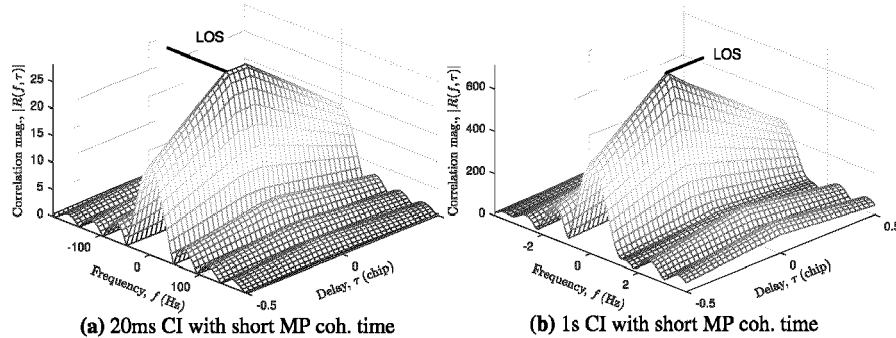 LOS
LOS
Correlation mag., |R(f,τ)|
25
20
15
10
5
0
-100
0
100
Frequency, f (Hz)
-0.5
0
Delay, τ (chip)
(a) 20ms CI with short MP coh. time
Correlation mag., |R(f,τ)|
600
400
200
0
-2
0
2
Frequency, f (Hz)
-0.5
0
0.5
Delay, τ (chip)
(b) 1s CI with short MP coh. time